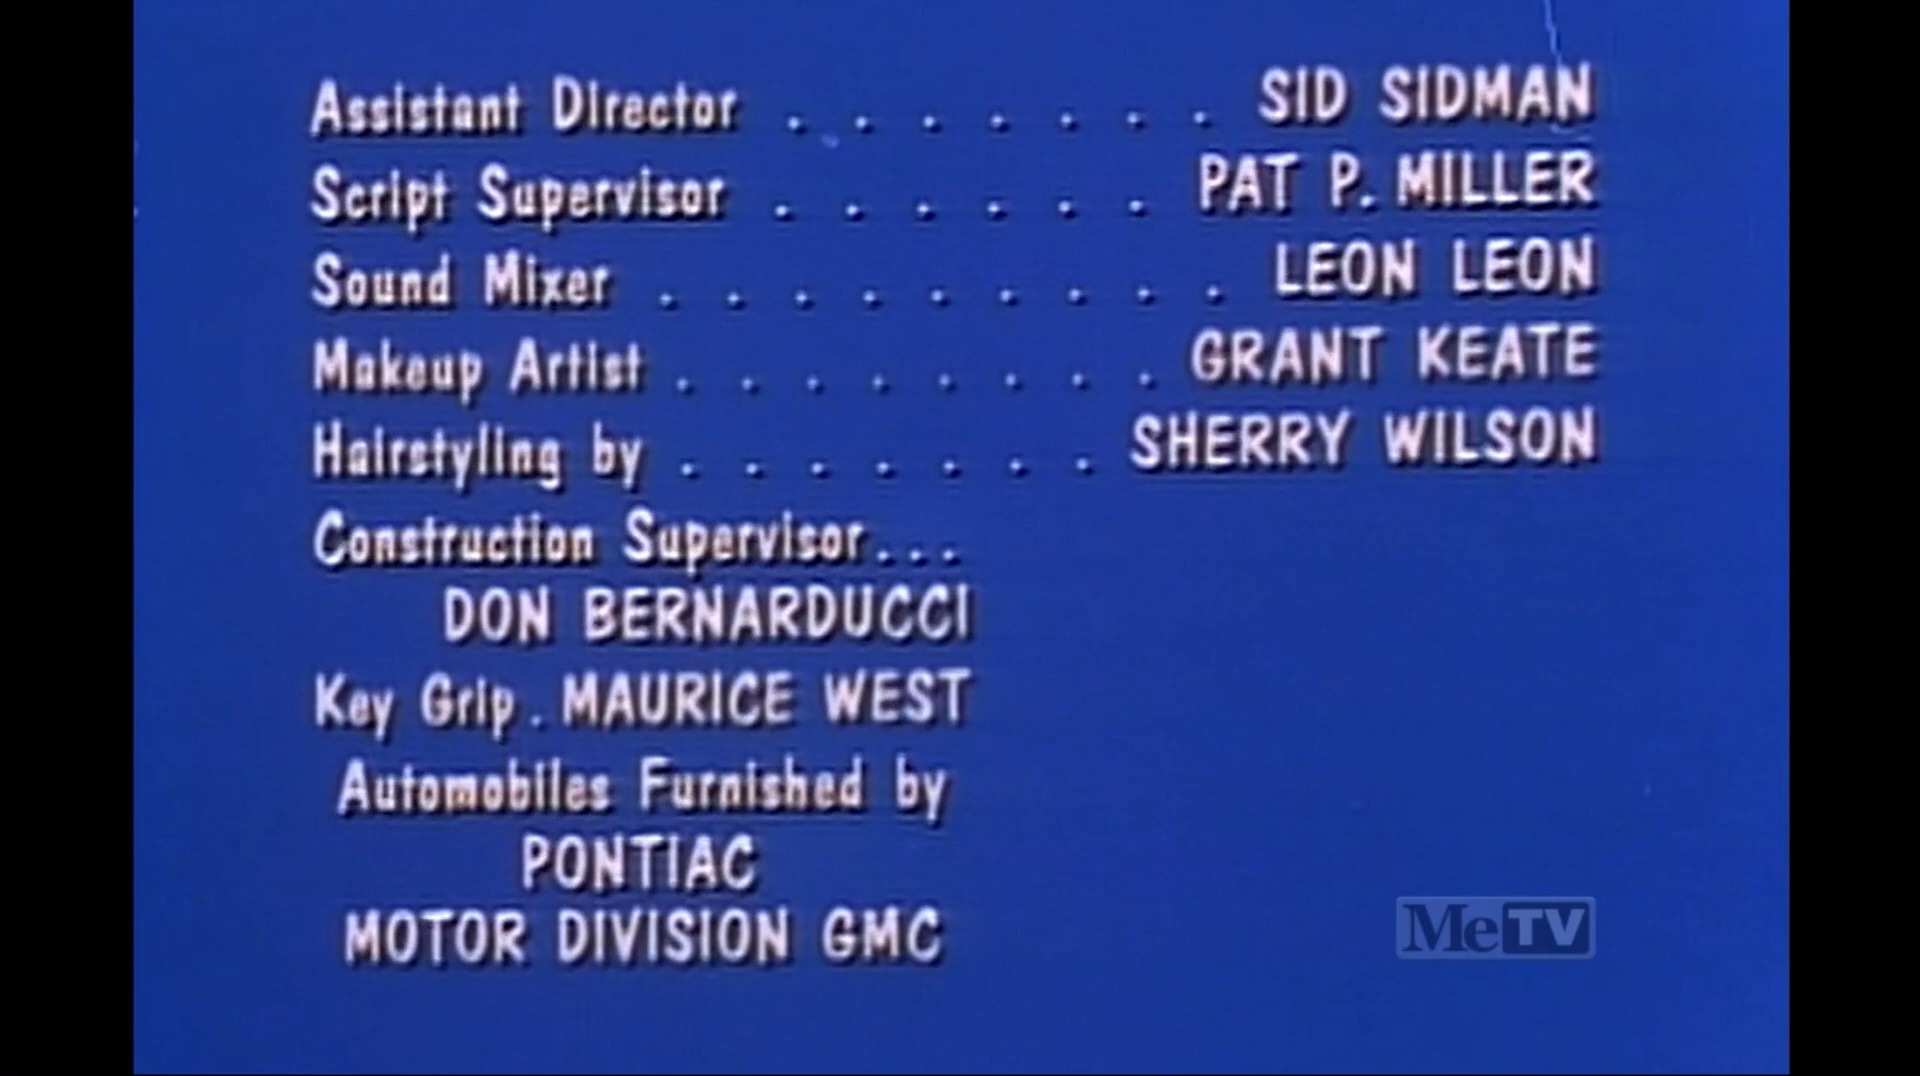 Assistant Director . . . . . . . SID SIDMAN
Script Supervisor . . . . . . PAT P. MILLER
Sound Mixer . . . . . . . . . LEON LEON
Makeup Artist . . . . . . . . GRANT KEATE
Hairstyling by . . . . . . . SHERRY WILSON
Construction Supervisor...
DON BERNARDUCCI
Key Grip . MAURICE WEST
Automobiles Furnished by
PONTIAC
MOTOR DIVISION GMC
MeTV